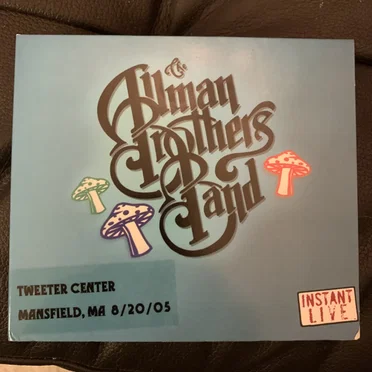 The
Allman
Brothers
Band
TWEETER CENTER
MANSFIELD, MA 8/20/05
INSTANT
LIVE